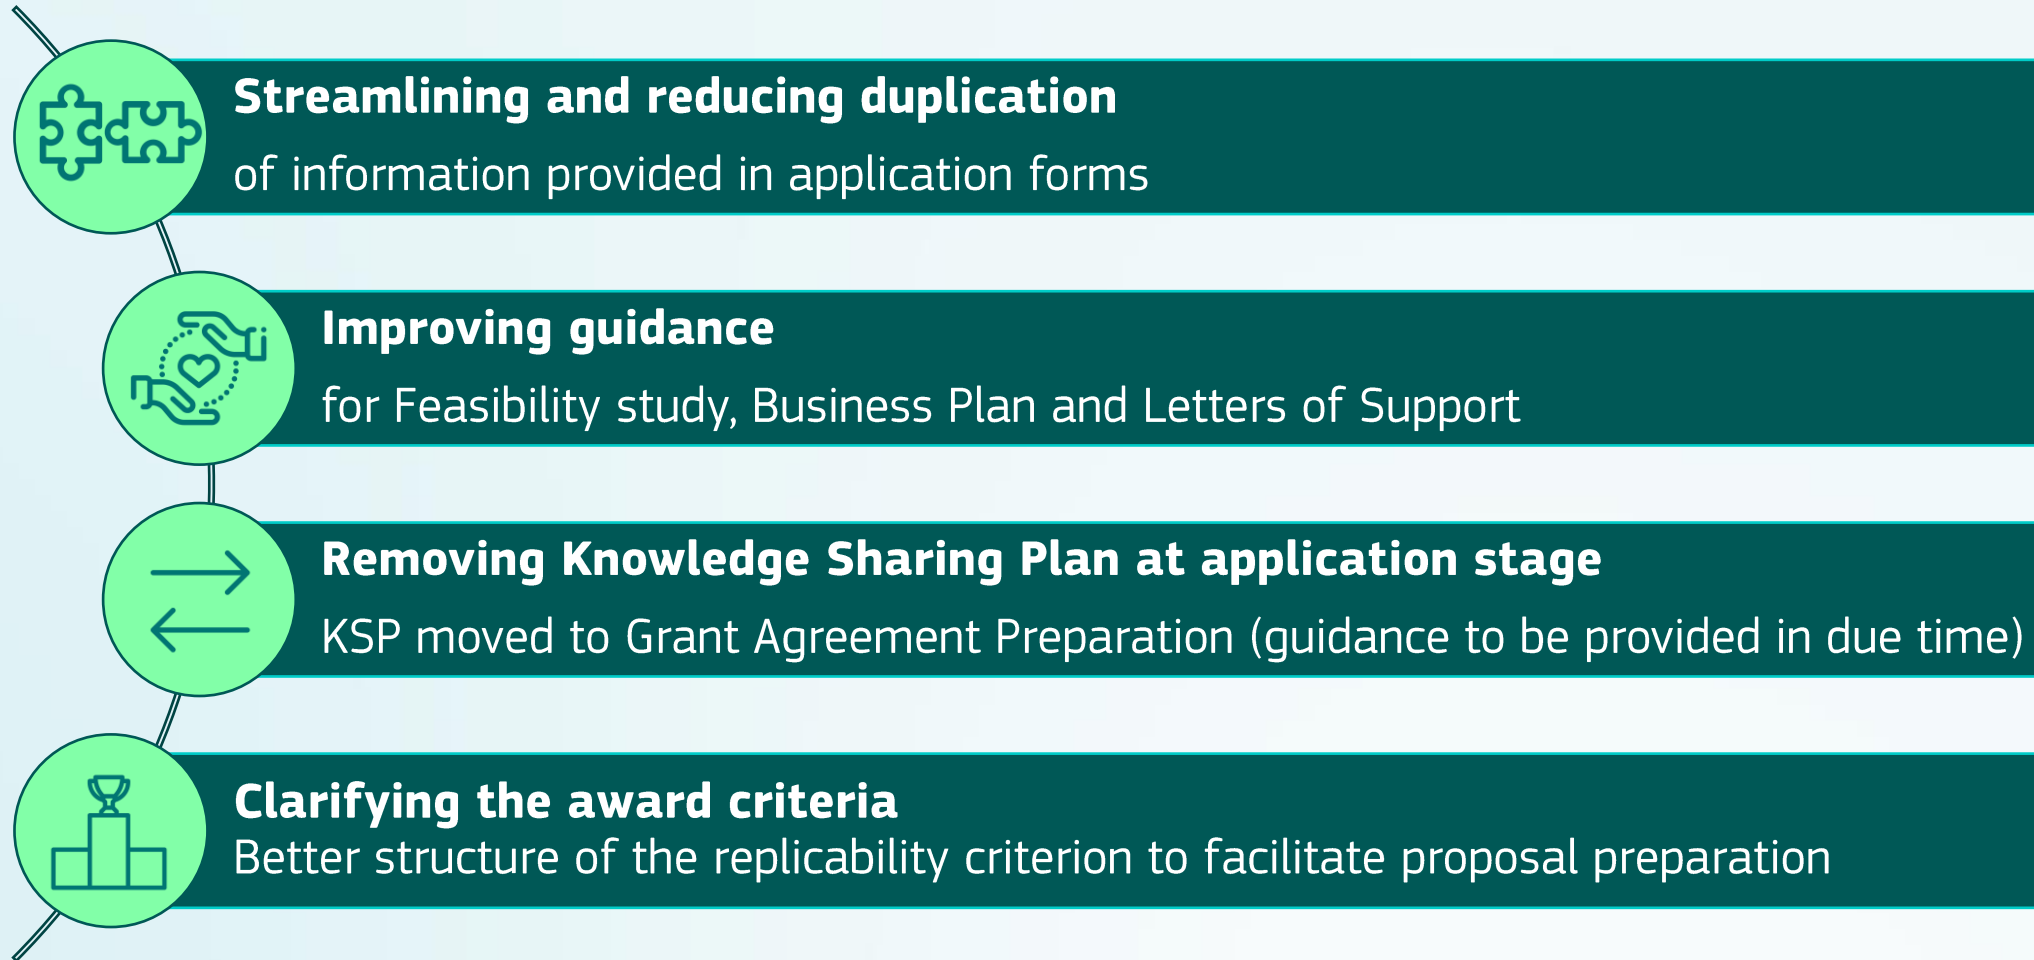 Streamlining and reducing duplication
of information provided in application forms
Improving guidance
for Feasibility study, Business Plan and Letters of Support
Removing Knowledge Sharing Plan at application stage
KSP moved to Grant Agreement Preparation (guidance to be provided in due time)
Clarifying the award criteria
Better structure of the replicability criterion to facilitate proposal preparation